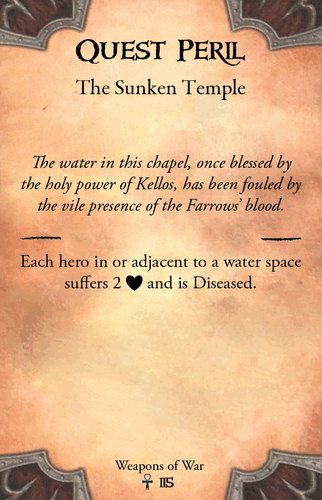 Quest Peril
The Sunken Temple
The water in this chapel, once blessed by
the holy power of Kellos, has been fouled by
the vile presence of the Farrows' blood.
Each hero in or adjacent to a water space
suffers 2 ♥ and is Diseased.
Weapons of War
☥ 115